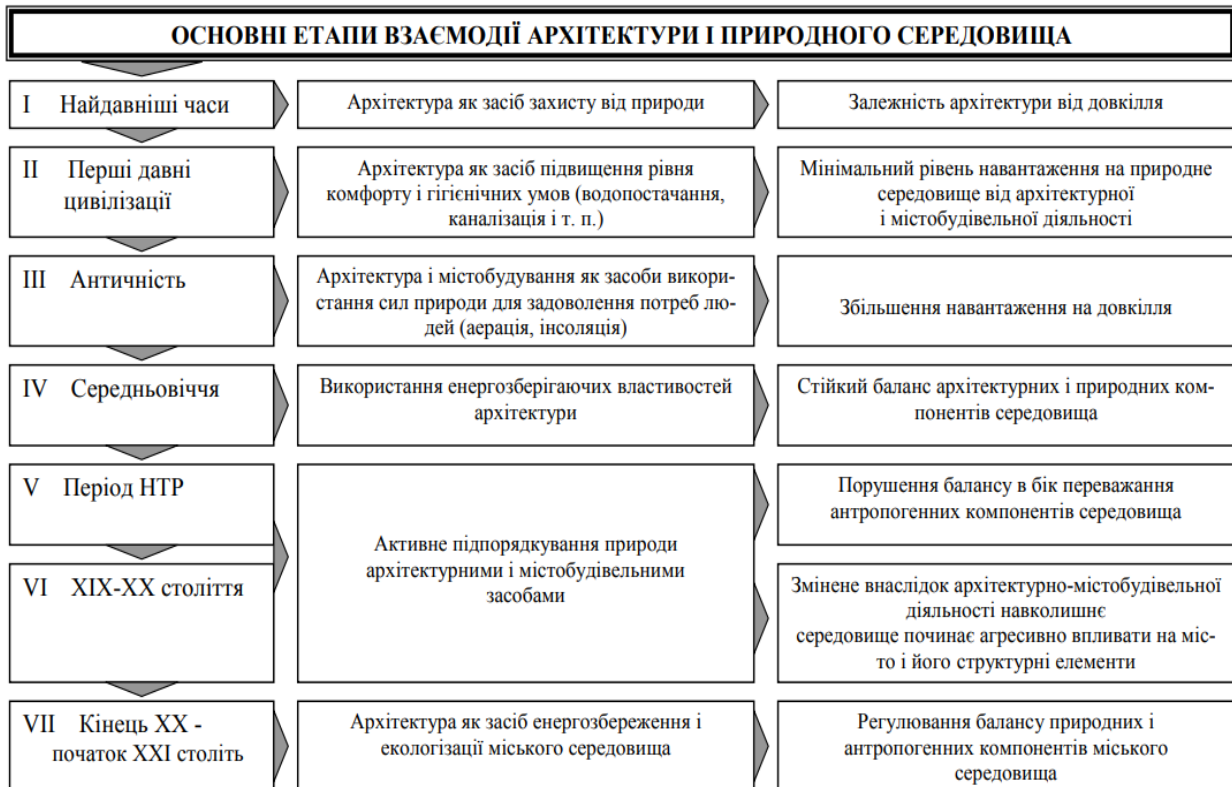 ОСНОВНІ ЕТАПИ ВЗАЄМОДІЇ АРХІТЕКТУРИ І ПРИРОДНОГО СЕРЕДОВИЩА
I Найдавніші часи
Архітектура як засіб захисту від природи
Залежність архітектури від довкілля
II Перші давні
цивілізації
Архітектура як засіб підвищення рівня
комфорту і гігієнічних умов (водопостачання,
каналізація і т. п.)
Мінімальний рівень навантаження на природне
середовище від архітектурної
і містобудівельної діяльності
III Античність
Архітектура і містобудування як засоби викори-
стання сил природи для задоволення потреб лю-
дей (аерація, інсоляція)
Збільшення навантаження на довкілля
IV Середньовіччя
Використання енергозберігаючих властивостей
архітектури
Стійкий баланс архітектурних і природних ком-
понентів середовища
V Період НТР
Активне підпорядкування природи
архітектурними і містобудівельними
засобами
Порушення балансу в бік переважання
антропогенних компонентів середовища
VI XIX-XX століття
Змінене внаслідок архітектурно-містобудівельної
діяльності навколишнє
середовище починає агресивно впливати на міс-
то і його структурні елементи
VII Кінець XX -
початок XXI століть
Архітектура як засіб енергозбереження і
екологізації міського середовища
Регулювання балансу природних і
антропогенних компонентів міського
середовища